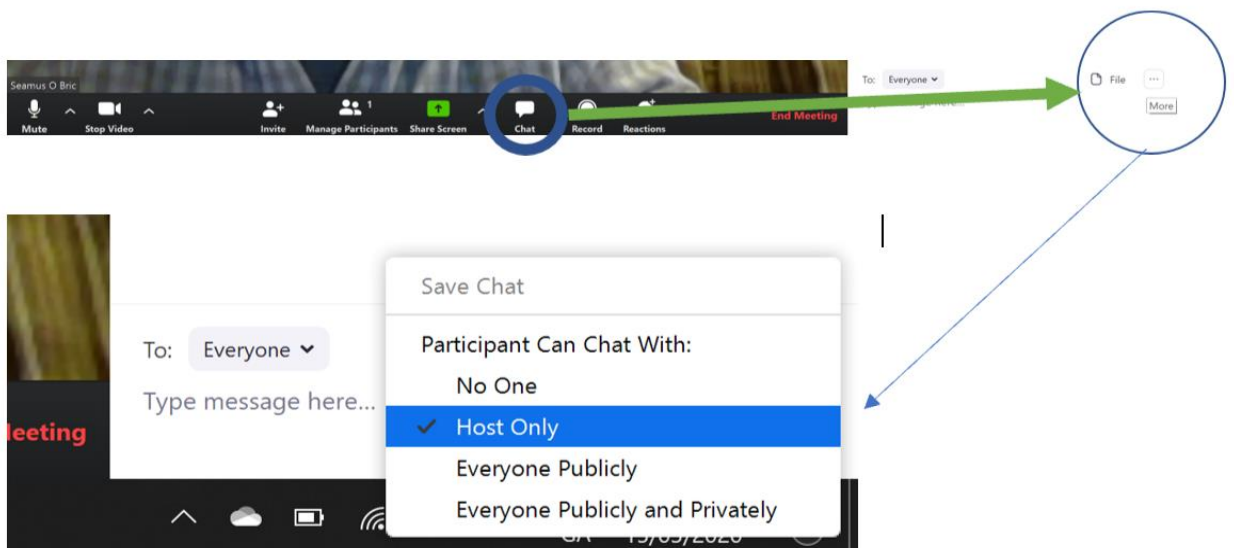 Seamus O Bric
Mute Stop Video Invite Manage Participants 1 Share Screen Chat Record Reactions End Meeting
To: Everyone
File ...
More
To: Everyone
Type message here...
Save Chat
Participant Can Chat With:
No One
Host Only
Everyone Publicly
Everyone Publicly and Privately
eeting